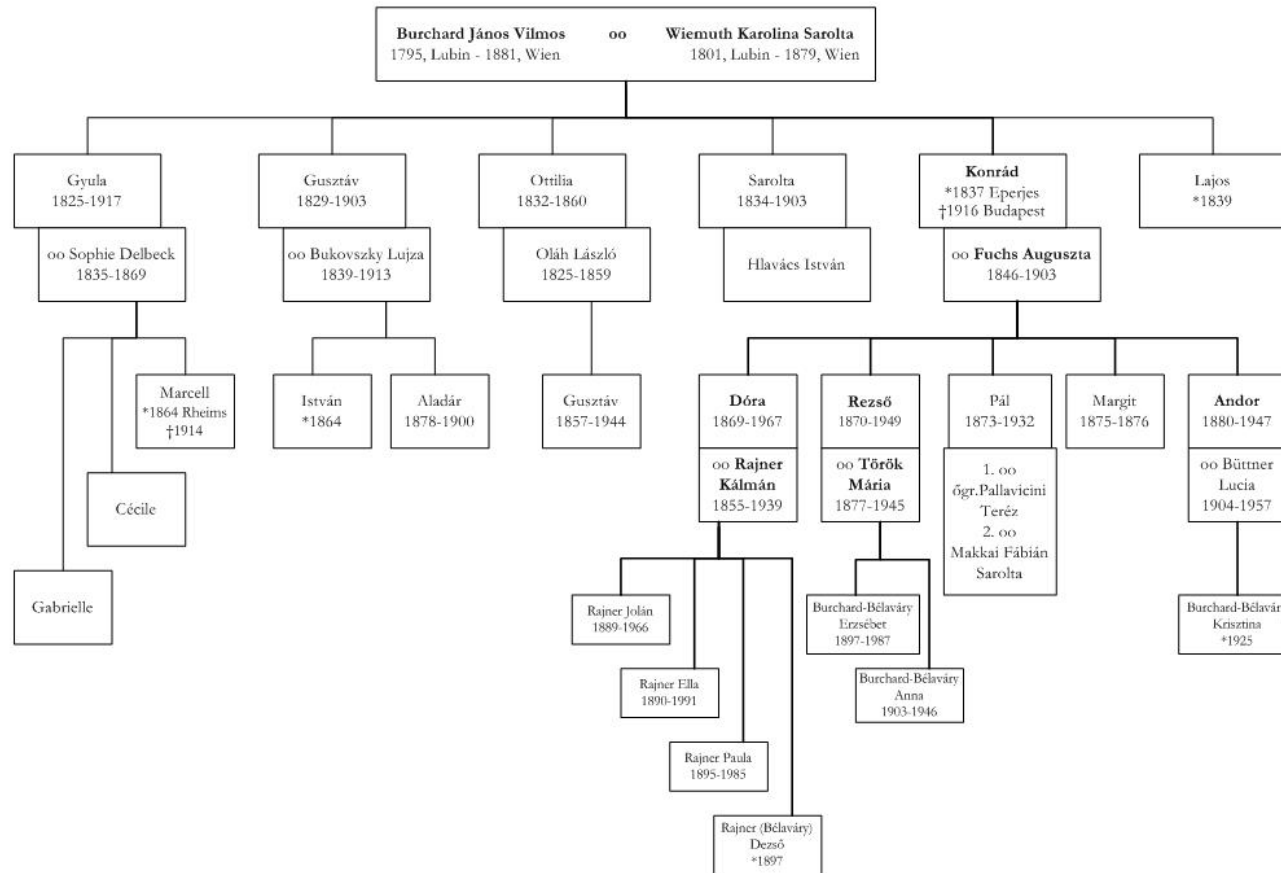 Burchard János Vilmos oo Wiemuth Karolina Sarolta
1795, Lubin - 1881, Wien 1801, Lubin - 1879, Wien
Gyula
1825-1917
oo Sophie Delbeck
1835-1869
Gusztáv
1829-1903
oo Bukovszky Lujza
1839-1913
Ottilia
1832-1860
Oláh László
1825-1859
Sarolta
1834-1903
Hlavács István
Konrád
*1837 Eperjes
†1916 Budapest
oo Fuchs Auguszta
1846-1903
Lajos
*1839
Marcell
*1864 Rheims
†1914
Cécile
Gabrielle
István
*1864
Aladár
1878-1900
Gusztáv
1857-1944
Dóra
1869-1967
oo Rajner
Kálmán
1855-1939
Rezső
1870-1949
oo Török
Mária
1877-1945
Pál
1873-1932
1. oo
őgr.Pallavicini
Teréz
2. oo
Makkai Fábián
Sarolta
Margit
1875-1876
Andor
1880-1947
oo Büttner
Lucia
1904-1957
Rajner Jolán
1889-1966
Rajner Ella
1890-1991
Rajner Paula
1895-1985
Rajner (Bélaváry)
Dezső
*1897
Burchard-Bélaváry
Erzsébet
1897-1987
Burchard-Bélaváry
Anna
1903-1946
Burchard-Bélaváry
Krisztina
*1925